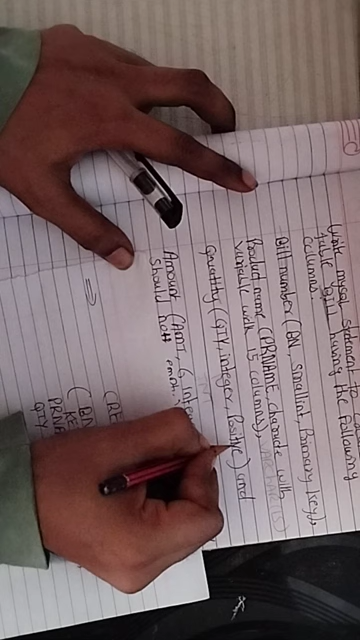 Write mysql statement to
table Bill having the following
columns.
Bill number (BN, Smallint, Primary key),
Product name (PRNAME, character with
variable with 15 columns),
Quantity (QTY, integer, Positive) and
Amount (AMT, 6, integer
Should not
(BN
PRNA
QTY